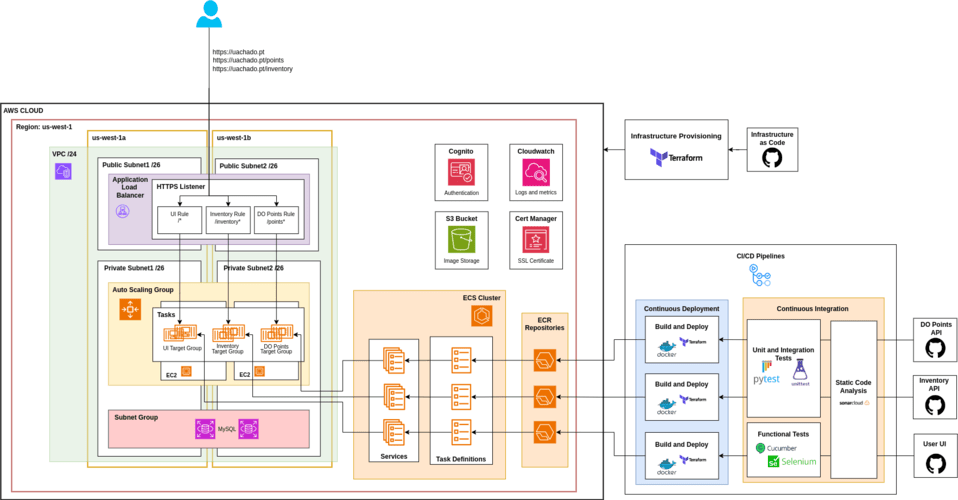 https://uachado.pt
https://uachado.pt/points
https://uachado.pt/inventory
AWS CLOUD
Region: us-west-1
us-west-1a
us-west-1b
VPC /24
Public Subnet1 /26
Public Subnet2 /26
Application
Load
Balancer
HTTPS Listener
UI Rule
/*
Inventory Rule
/inventory*
DO Points Rule
/points*
Private Subnet1 /26
Private Subnet2 /26
Auto Scaling Group
Tasks
UI Target Group
Inventory
Target Group
DO Points
Target Group
EC2
EC2
Subnet Group
MySQL
Cognito
Authentication
Cloudwatch
Logs and metrics
S3 Bucket
Image Storage
Cert Manager
SSL Certificate
ECS Cluster
Services
Task Definitions
ECR
Repositories
Infrastructure Provisioning
Terraform
Infrastructure
as Code
CI/CD Pipelines
Continuous Deployment
Build and Deploy
docker
Terraform
Build and Deploy
docker
Terraform
Build and Deploy
docker
Terraform
Continuous Integration
Unit and Integration
Tests
pytest
unittest
Functional Tests
Cucumber
Se Selenium
Static Code
Analysis
sonarcloud
DO Points
API
Inventory
API
User UI